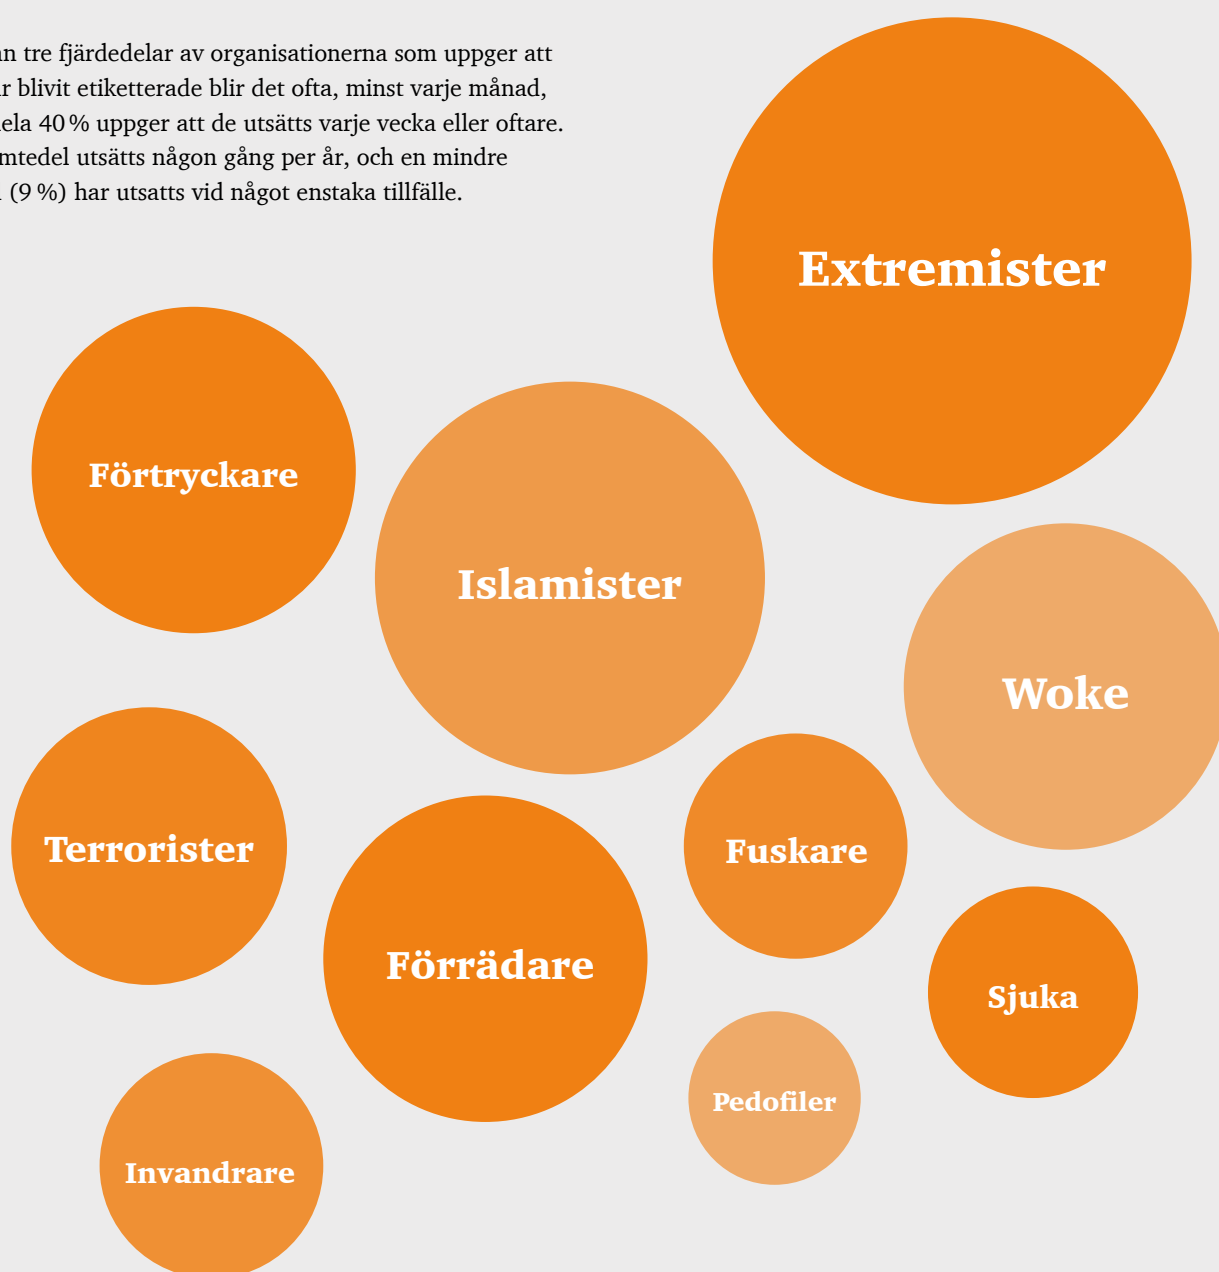 n tre fjärdedelar av organisationerna som uppger att
r blivit etiketterade blir det ofta, minst varje månad,
ela 40 % uppger att de utsätts varje vecka eller oftare.
mtedel utsätts någon gång per år, och en mindre
(9 %) har utsatts vid något enstaka tillfälle.
Extremister
Förtryckare
Islamister
Woke
Terrorister
Fuskare
Förrädare
Sjuka
Pedofiler
Invandrare